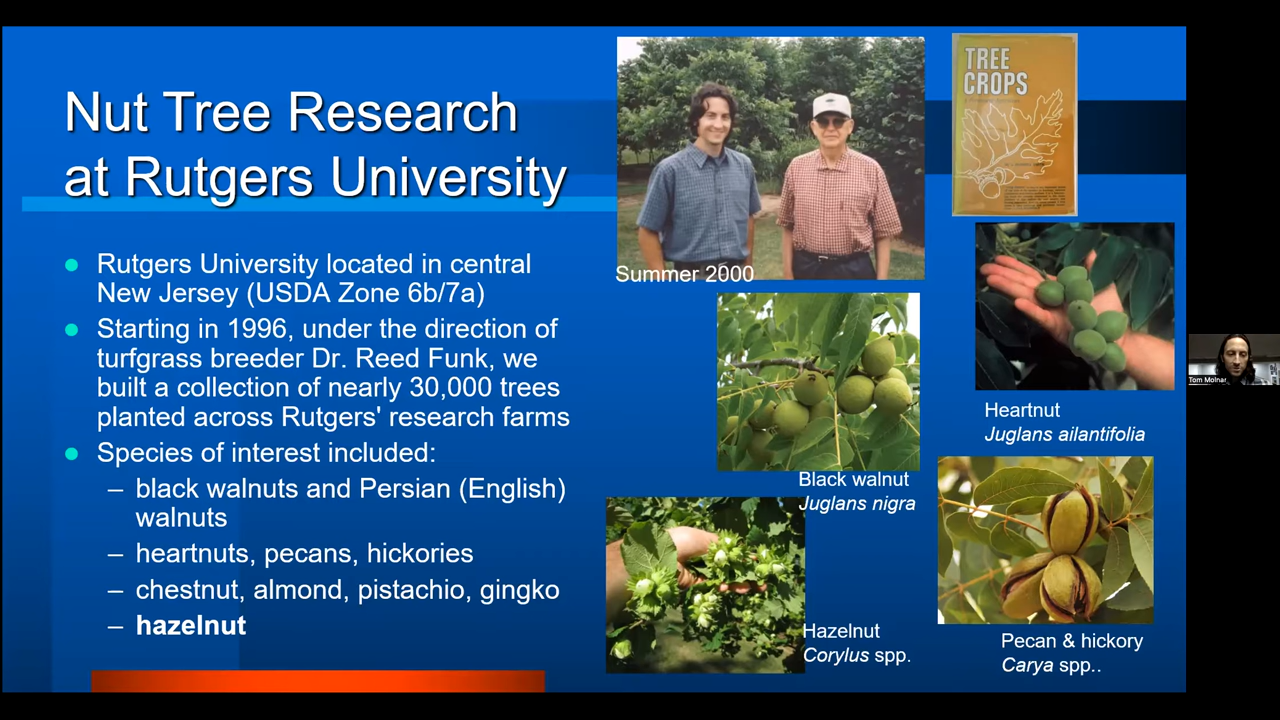 Nut Tree Research
at Rutgers University
• Rutgers University located in central
New Jersey (USDA Zone 6b/7a)
• Starting in 1996, under the direction of
turfgrass breeder Dr. Reed Funk, we
built a collection of nearly 30,000 trees
planted across Rutgers' research farms
• Species of interest included:
– black walnuts and Persian (English)
walnuts
– heartnuts, pecans, hickories
– chestnut, almond, pistachio, gingko
– hazelnut
Summer 2000
TREE
CROPS
Heartnut
Juglans ailantifolia
Black walnut
Juglans nigra
Hazelnut
Corylus spp.
Pecan & hickory
Carya spp..
Tom Molnar